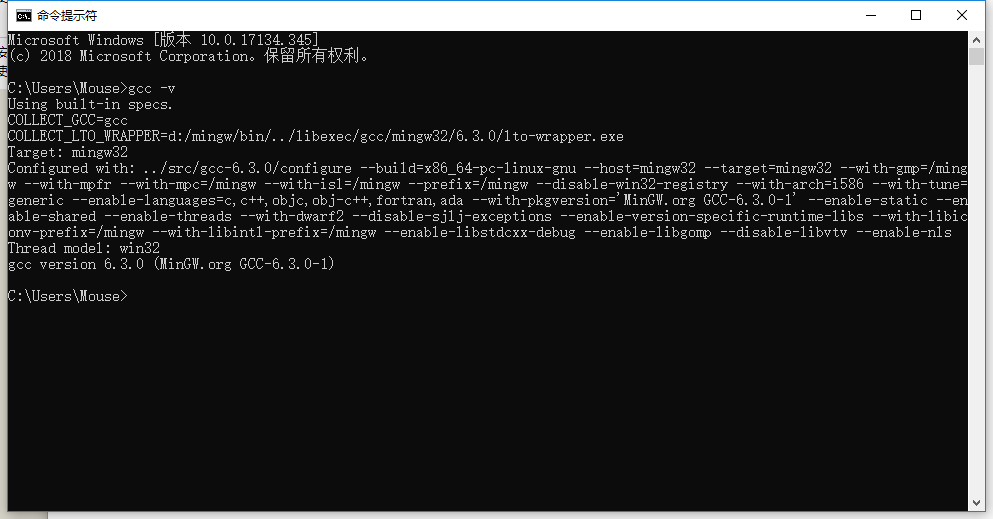 命令提示符
Microsoft Windows [版本 10.0.17134.345]
(c) 2018 Microsoft Corporation。保留所有权利。
C:\Users\Mouse>gcc -v
Using built-in specs.
COLLECT_GCC=gcc
COLLECT_LTO_WRAPPER=d:/mingw/bin/../libexec/gcc/mingw32/6.3.0/lto-wrapper.exe
Target: mingw32
Configured with: ../src/gcc-6.3.0/configure --build=x86_64-pc-linux-gnu --host=mingw32 --target=mingw32 --with-gmp=/ming
w --with-mpfr --with-mpc=/mingw --with-isl=/mingw --prefix=/mingw --disable-win32-registry --with-arch=i586 --with-tune=
generic --enable-languages=c,c++,objc,obj-c++,fortran,ada --with-pkgversion='MinGW.org GCC-6.3.0-1' --enable-static --en
able-shared --enable-threads --with-dwarf2 --disable-sjlj-exceptions --enable-version-specific-runtime-libs --with-libic
onv-prefix=/mingw --with-libintl-prefix=/mingw --enable-libstdcxx-debug --enable-libgomp --disable-libvtv --enable-nls
Thread model: win32
gcc version 6.3.0 (MinGW.org GCC-6.3.0-1)
C:\Users\Mouse>